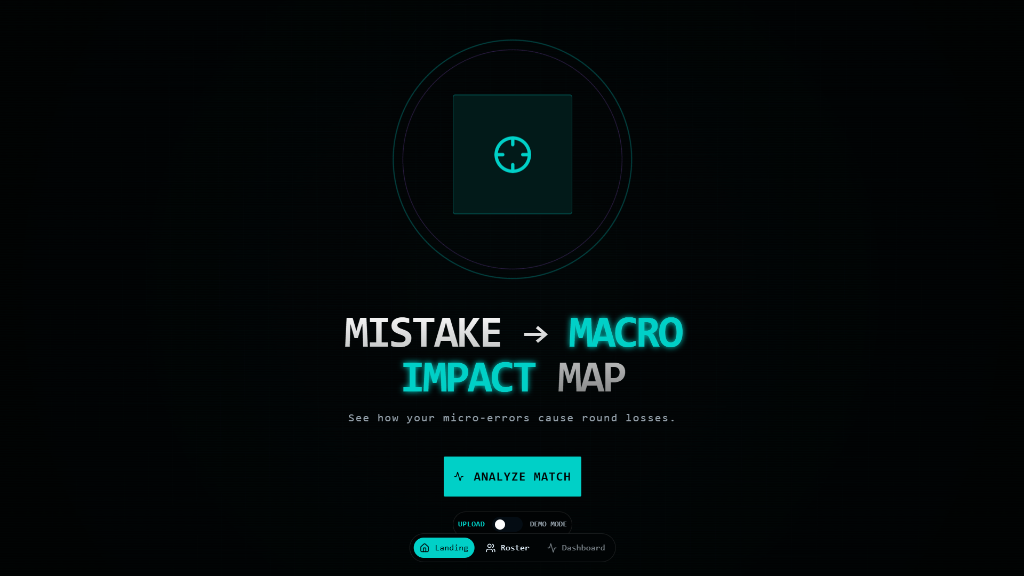 MISTAKE → MACRO
IMPACT MAP
See how your micro-errors cause round losses.
ANALYZE MATCH
UPLOAD DEMO MODE
Landing Roster Dashboard